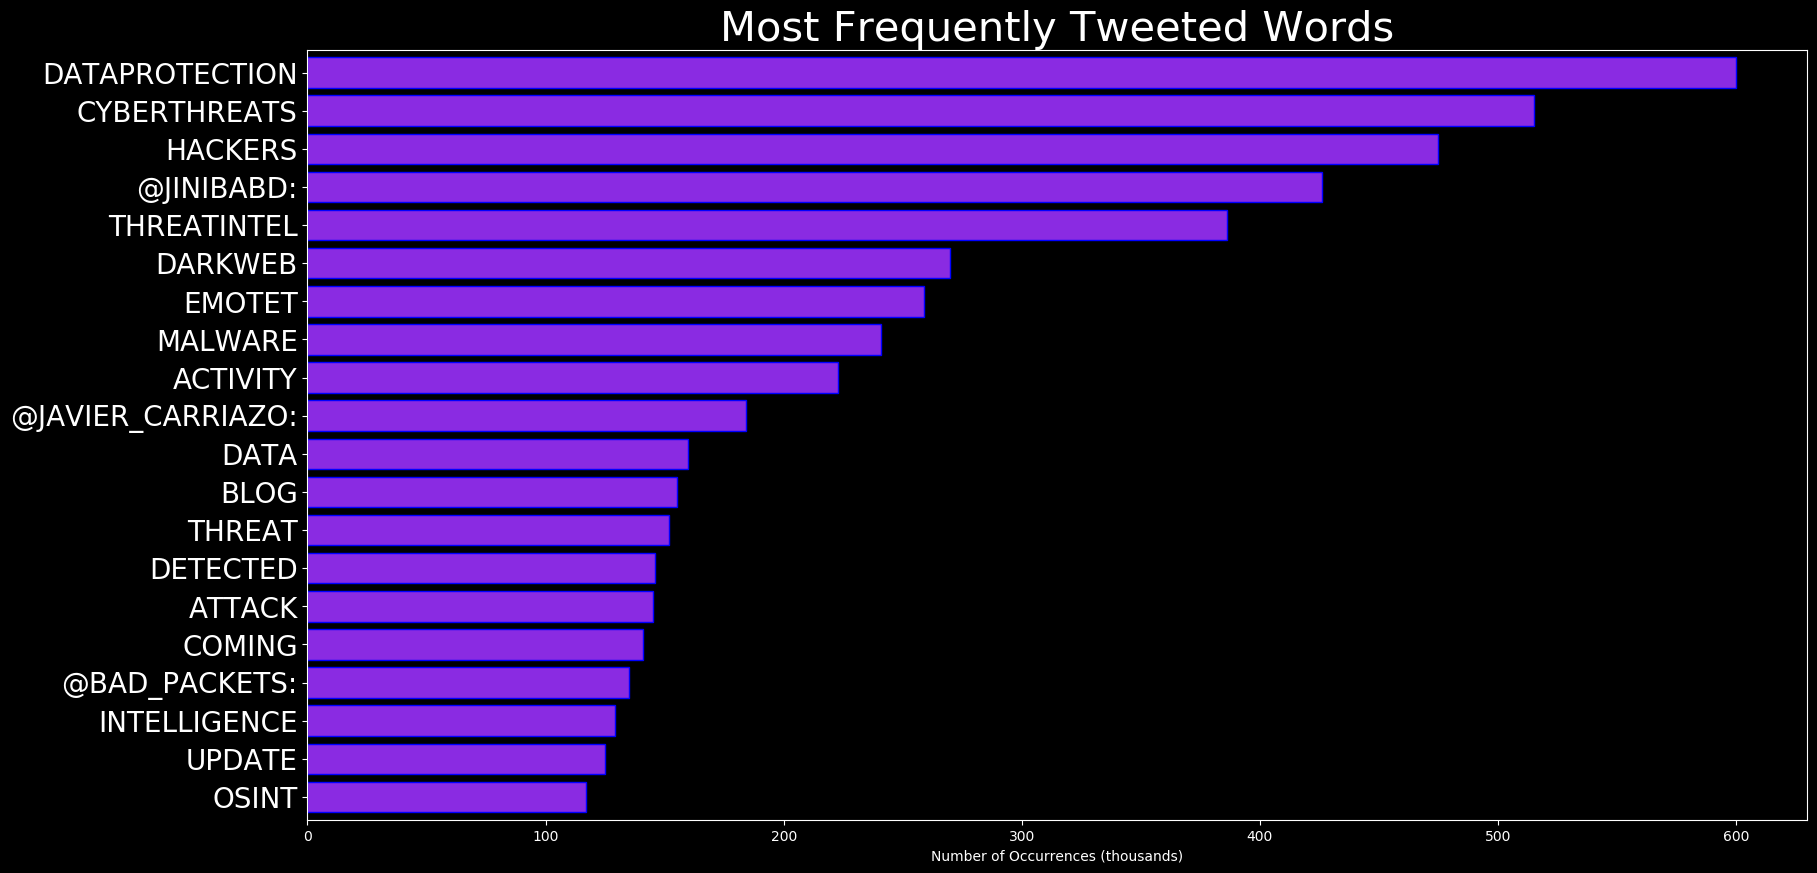 Most Frequently Tweeted Words
DATAPROTECTION
CYBERTHREATS
HACKERS
@JINIBABD:
THREATINTEL
DARKWEB
EMOTET
MALWARE
ACTIVITY
@JAVIER_CARRIAZO:
DATA
BLOG
THREAT
DETECTED
ATTACK
COMING
@BAD_PACKETS:
INTELLIGENCE
UPDATE
OSINT
0 100 200 300 400 500 600
Number of Occurrences (thousands)